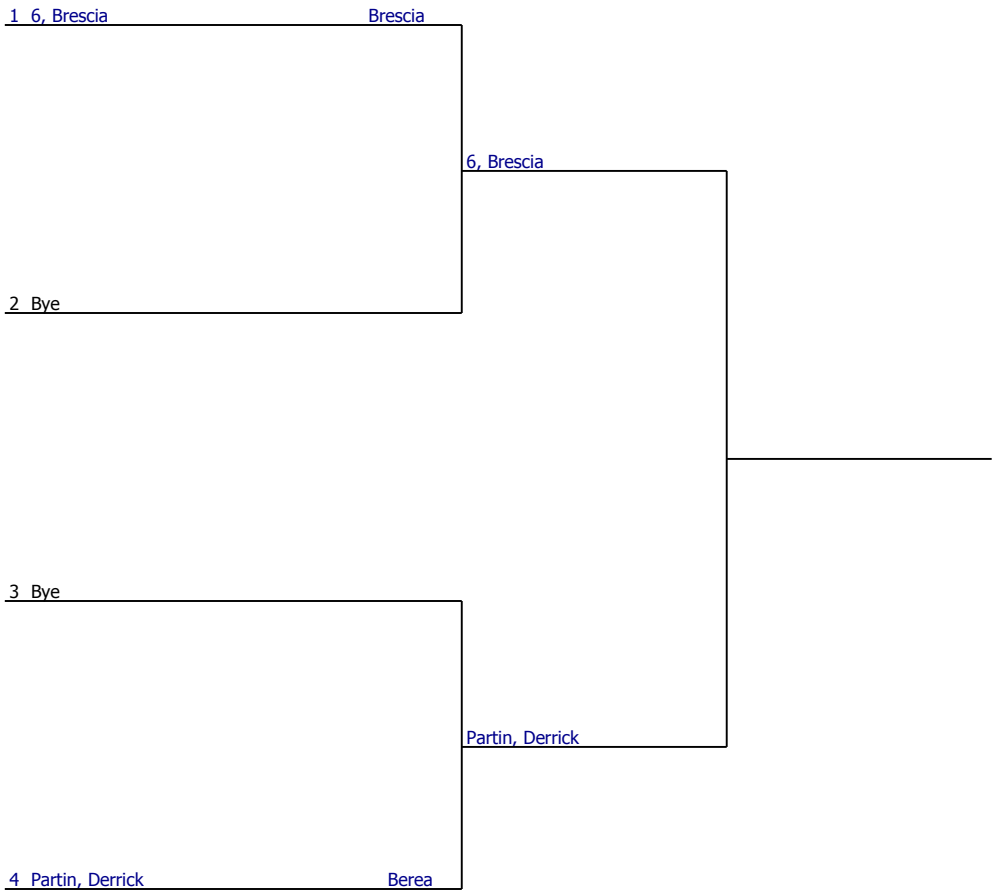 1 6, Brescia Brescia
6, Brescia
2 Bye
3 Bye
Partin, Derrick
4 Partin, Derrick Berea